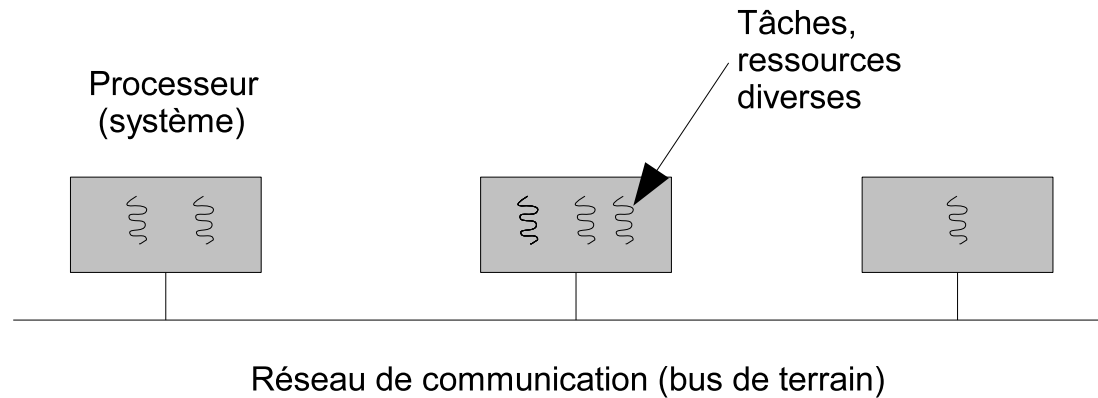 Tâches,
ressources
diverses
Processeur
(système)
Réseau de communication (bus de terrain)